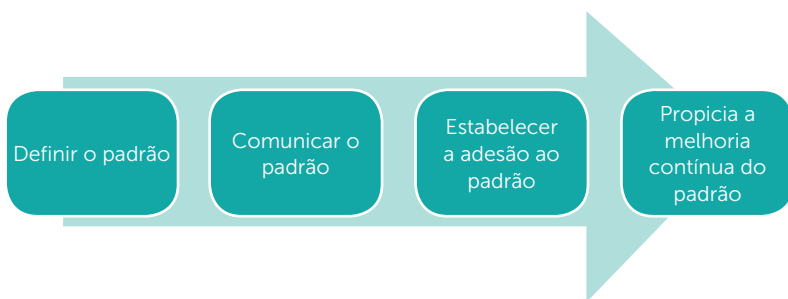 Definir o padrão
Comunicar o
padrão
Estabelecer
a adesão ao
padrão
Propicia a
melhoria
contínua do
padrão